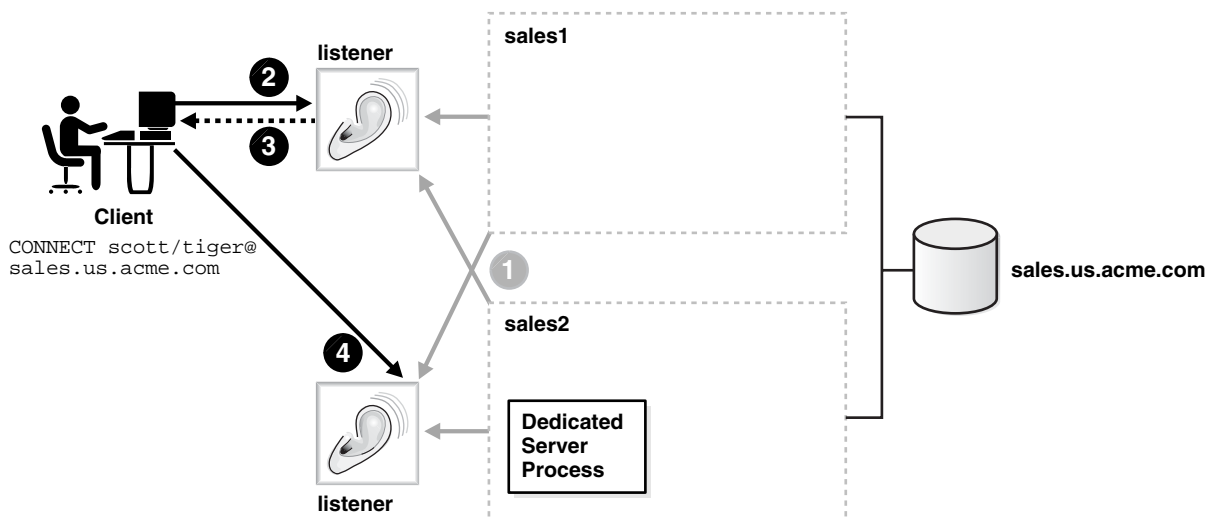 sales1
listener
2
3
Client
CONNECT scott/tiger@
sales.us.acme.com
1
sales.us.acme.com
sales2
4
Dedicated
Server
Process
listener